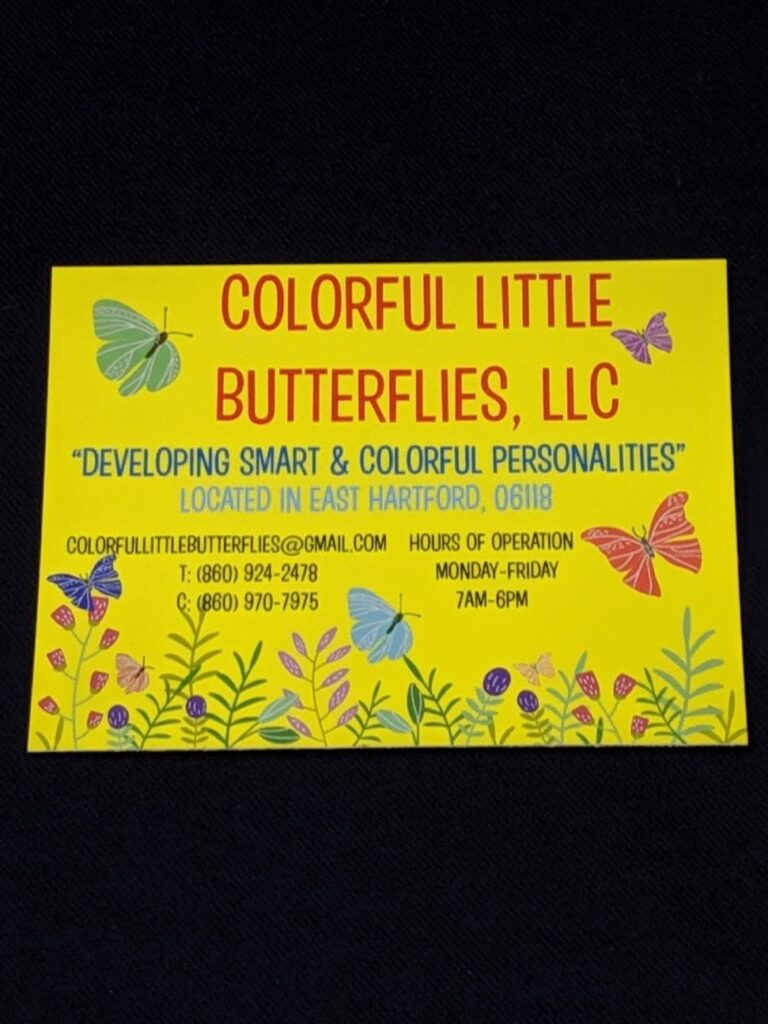 COLORFUL LITTLE
BUTTERFLIES, LLC
“DEVELOPING SMART & COLORFUL PERSONALITIES”
LOCATED IN EAST HARTFORD, 06118
COLORFULLITTLEBUTTERFLIES@GMAIL.COM
T: (860) 924-2478
C: (860) 970-7975
HOURS OF OPERATION
MONDAY-FRIDAY
7AM-6PM